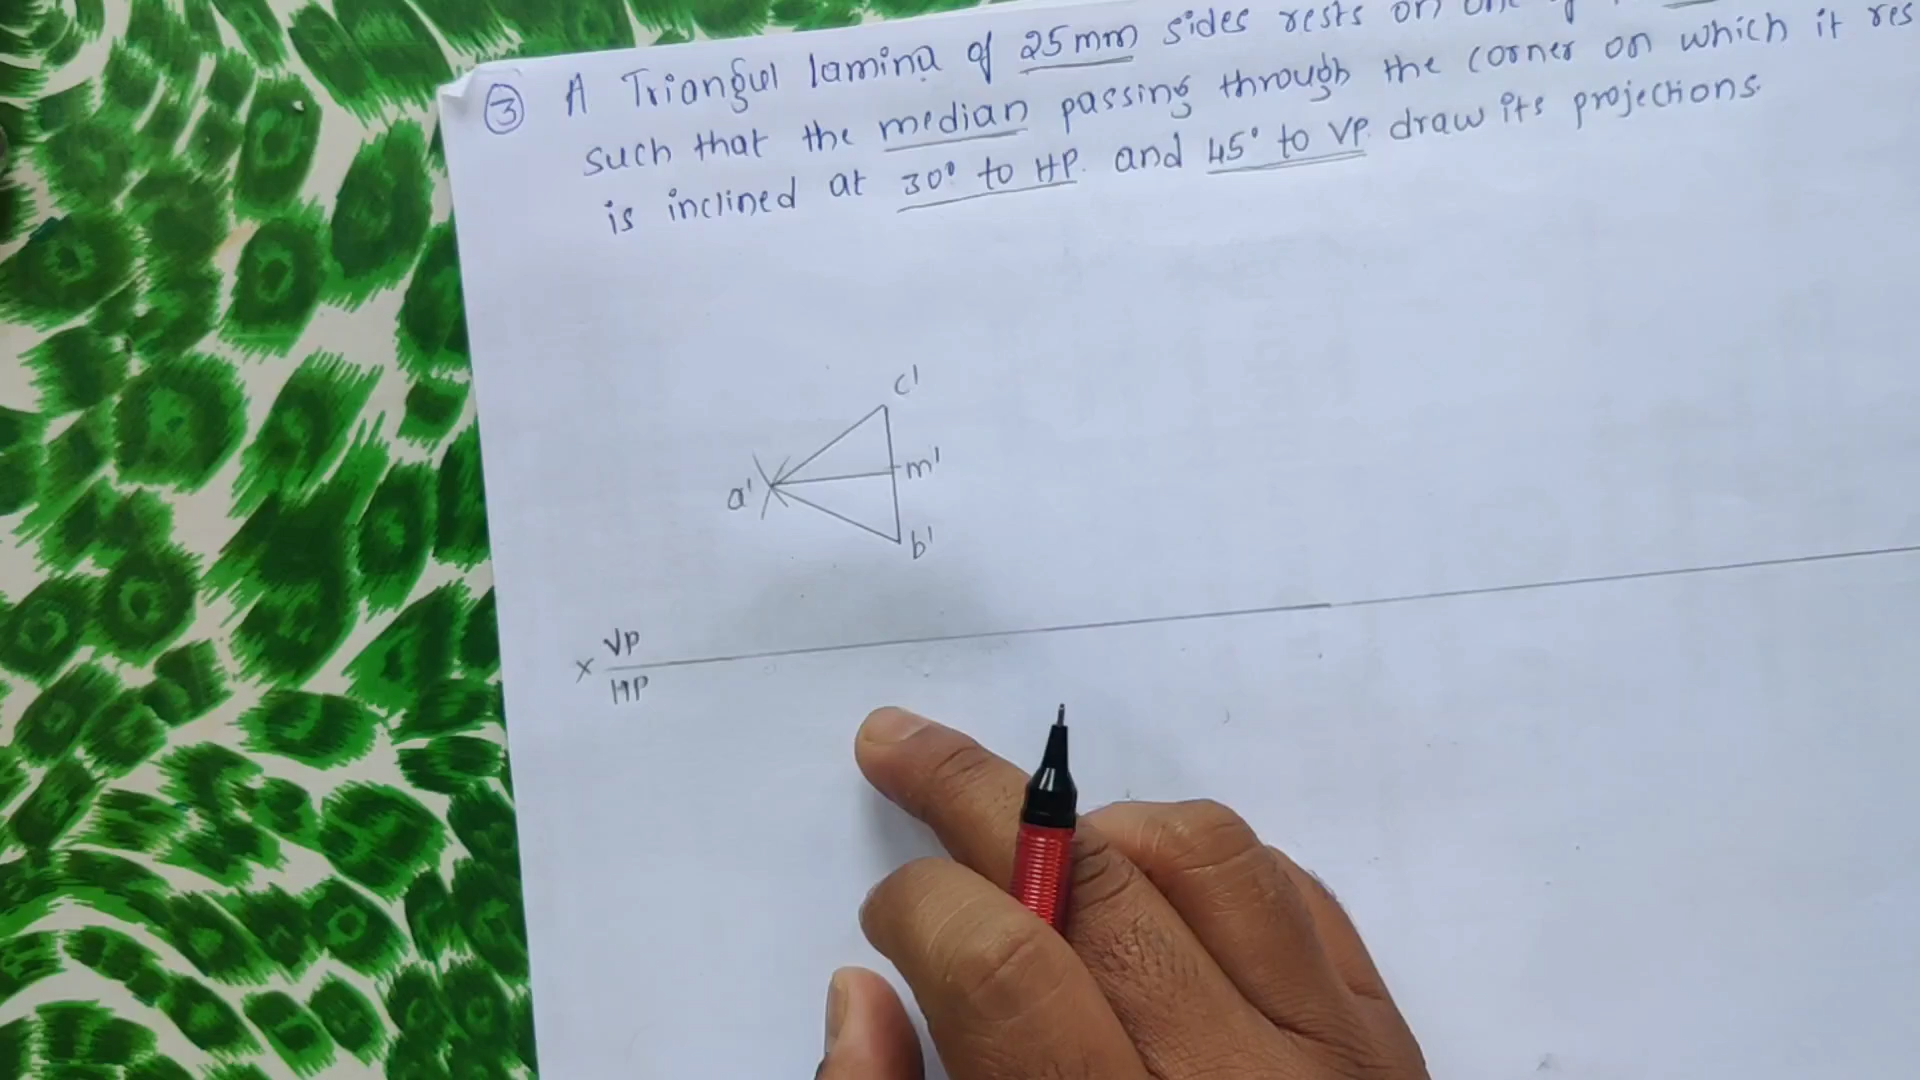 ③ A Triangul lamina of 25mm sides rests on
such that the median passing through the corner on which it res
is inclined at 30° to HP. and 45° to VP. draw its projections.
c'
m'
a'
b'
VP
X
HP